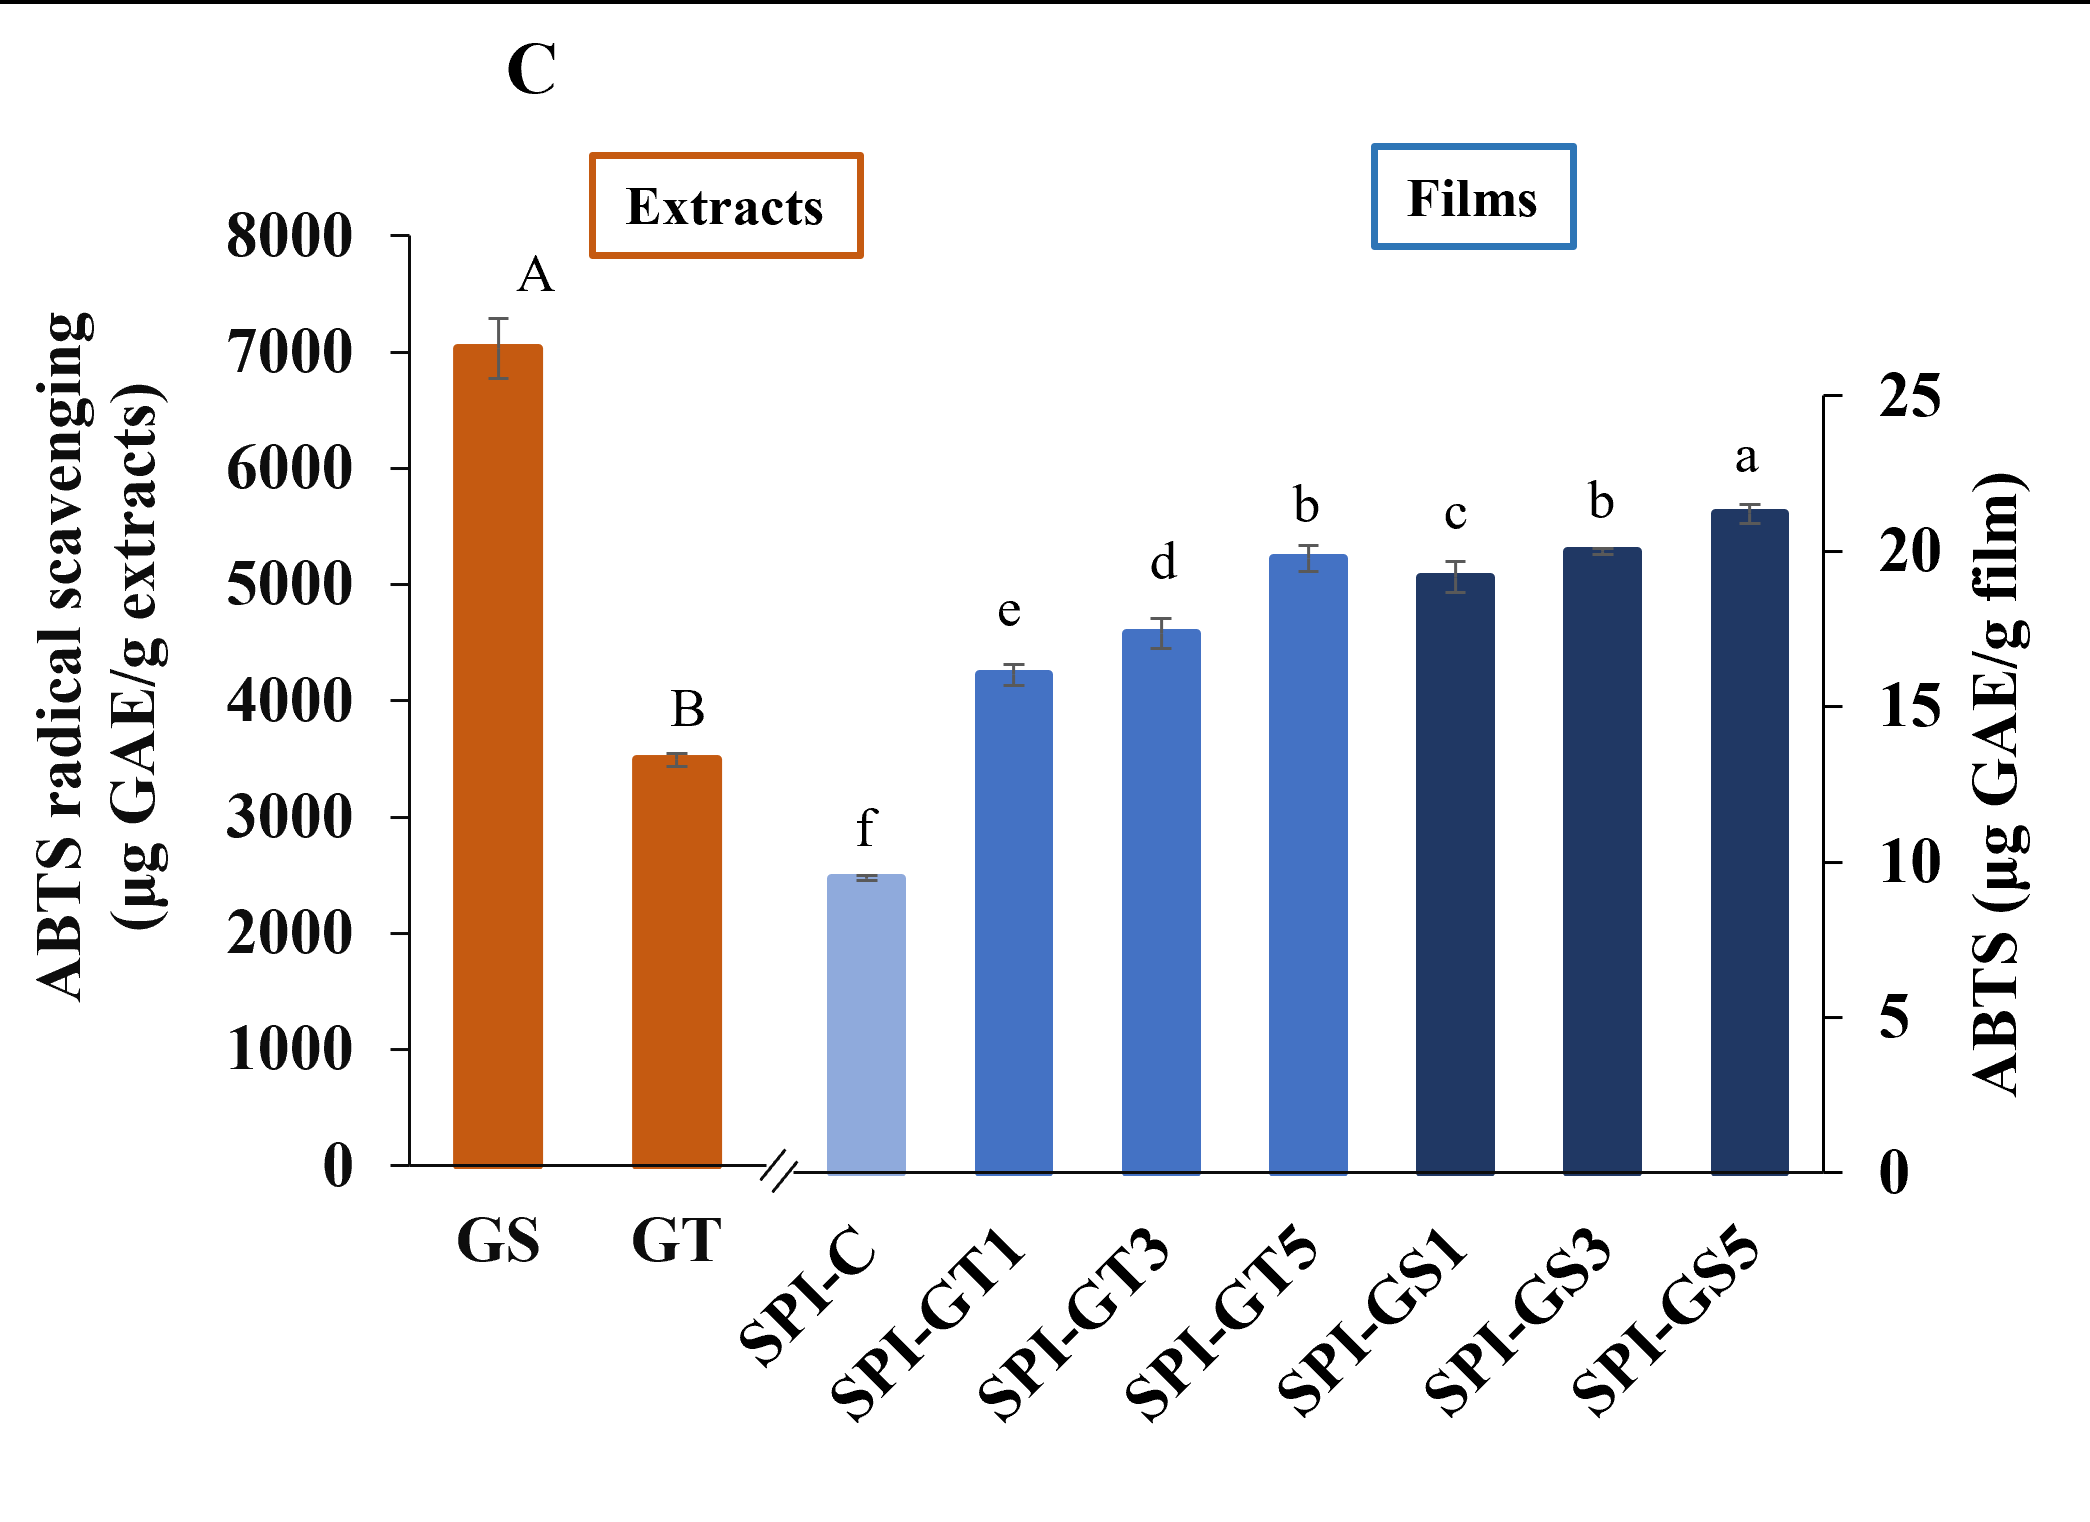 C
Extracts
Films
8000
7000
6000
5000
4000
3000
2000
1000
0
ABTS radical scavenging
(µg GAE/g extracts)
A
B
f
e
d
b
c
b
a
25
20
15
10
5
0
ABTS (µg GAE/g film)
GS
GT
SPI-C
SPI-GT1
SPI-GT3
SPI-GT5
SPI-GS1
SPI-GS3
SPI-GS5